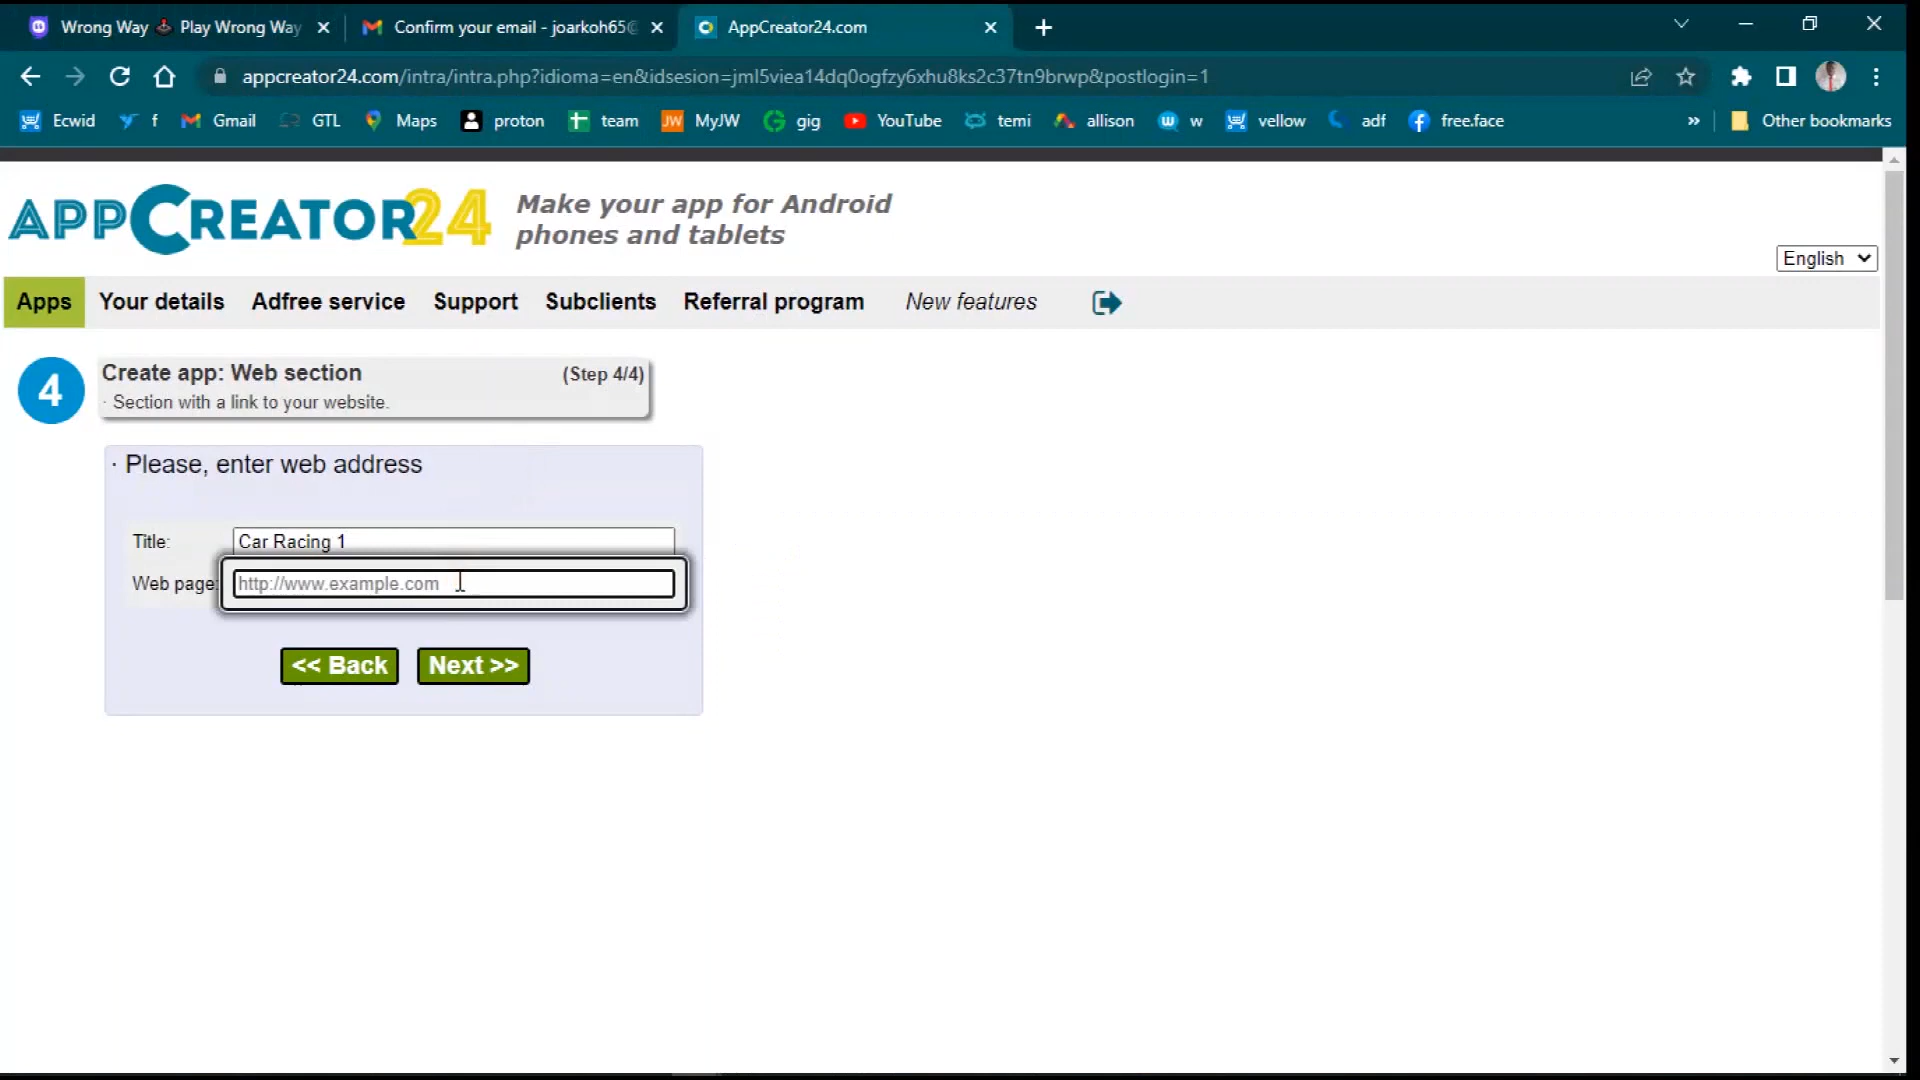 Wrong Way 🕹 Play Wrong Way
Confirm your email - joarkoh65@
AppCreator24.com
appcreator24.com/intra/intra.php?idioma=en&idsesion=jml5viea14dq0ogfzy6xhu8ks2c37tn9brwp&postlogin=1
Ecwid
f
Gmail
GTL
Maps
proton
team
JW MyJW
gig
YouTube
temi
allison
w
vellow
adf
free.face
»
Other bookmarks
APPCREATOR24
Make your app for Android
phones and tablets
English
Apps Your details Adfree service Support Subclients Referral program New features
4
Create app: Web section (Step 4/4)
· Section with a link to your website.
· Please, enter web address
Title: Car Racing 1
Web page: http://www.example.com
<< Back Next >>